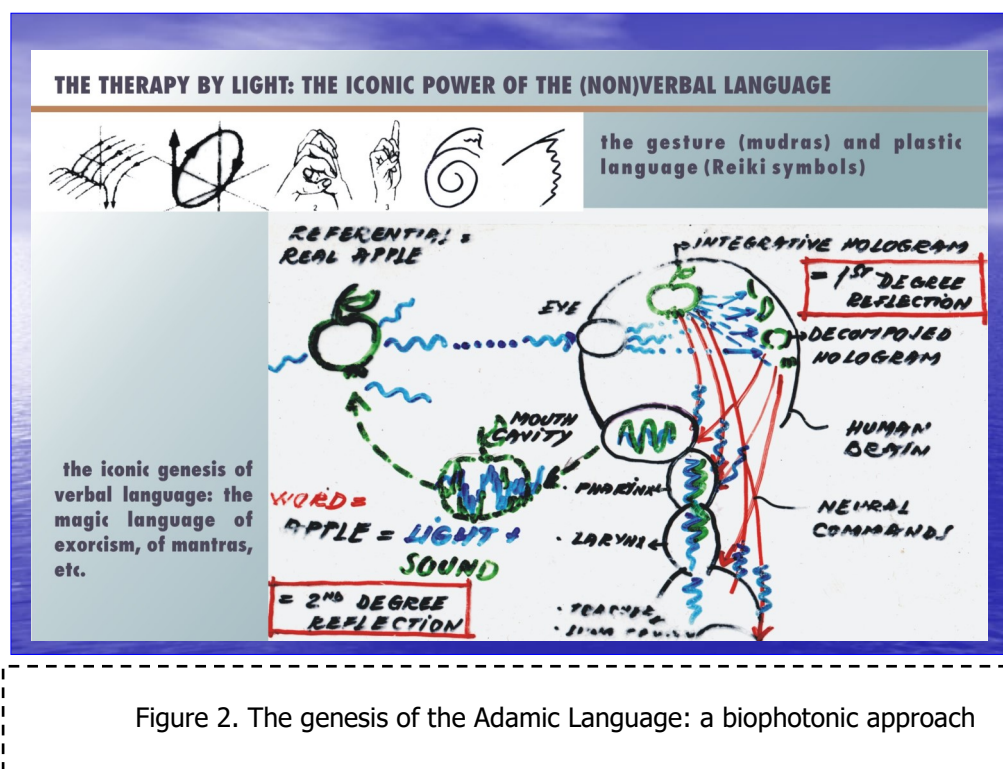 THE THERAPY BY LIGHT: THE ICONIC POWER OF THE (NON)VERBAL LANGUAGE
the gesture (mudras) and plastic
language (Reiki symbols)
2
3
REFERENTIAL =
REAL APPLE
INTEGRATIVE HOLOGRAM
= 1ST DEGREE
REFLECTION
EYE
DECOMPOSED
HOLOGRAM
MOUTH
CAVITY
HUMAN
BRAIN
the iconic genesis of
verbal language: the
magic language of
exorcism, of mantras,
etc.
PHARINX
WORD =
APPLE = LIGHT +
SOUND
NEURAL
COMMANDS
LARYNX
= 2ND DEGREE
REFLECTION
Figure 2. The genesis of the Adamic Language: a biophotonic approach